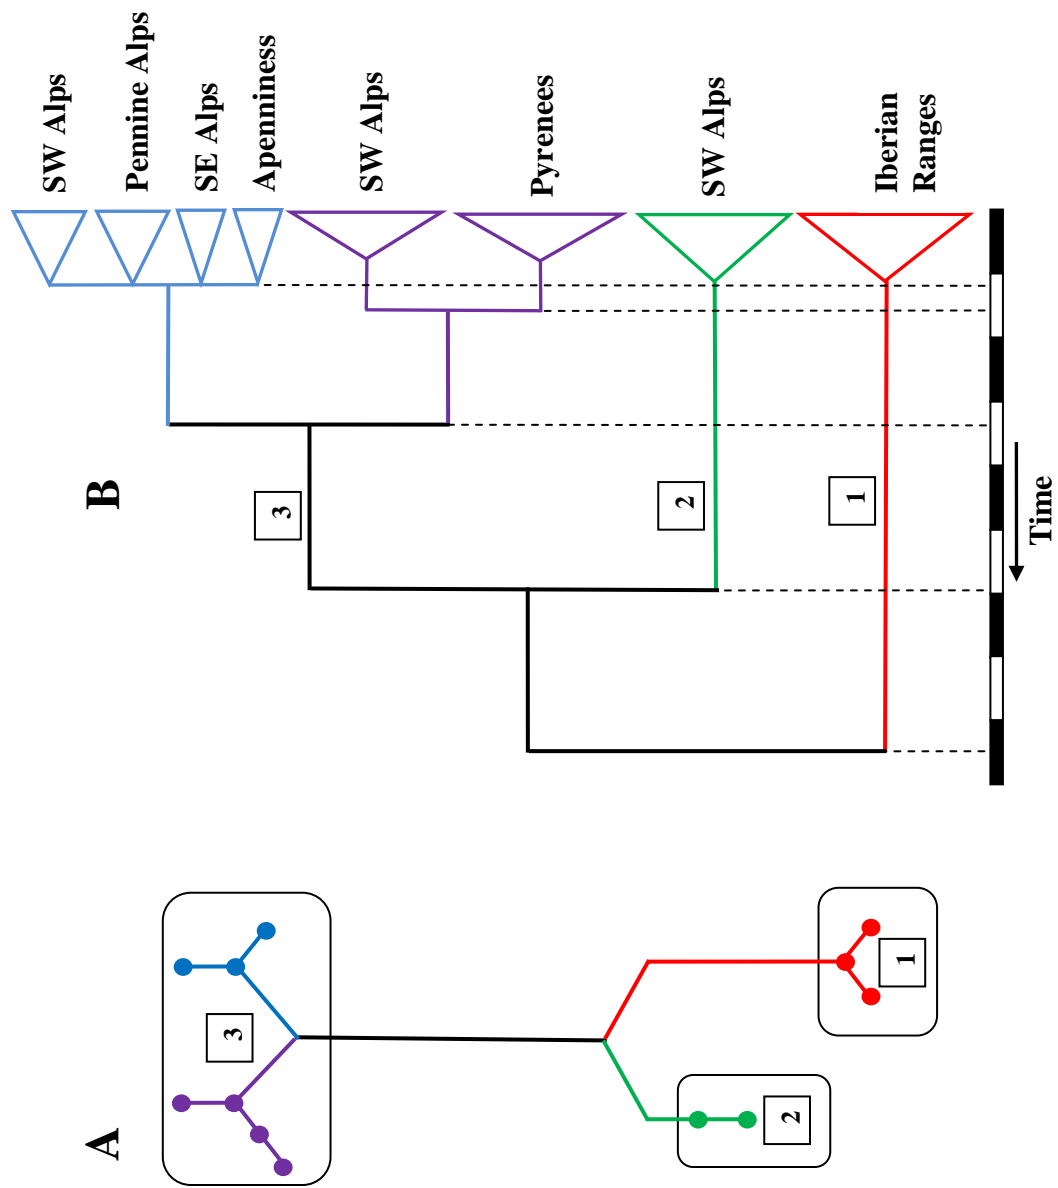 A
3
2
1
B
3
2
1
SW Alps
Pennine Alps
SE Alps
Apenniness
SW Alps
Pyrenees
SW Alps
Iberian
Ranges
Time